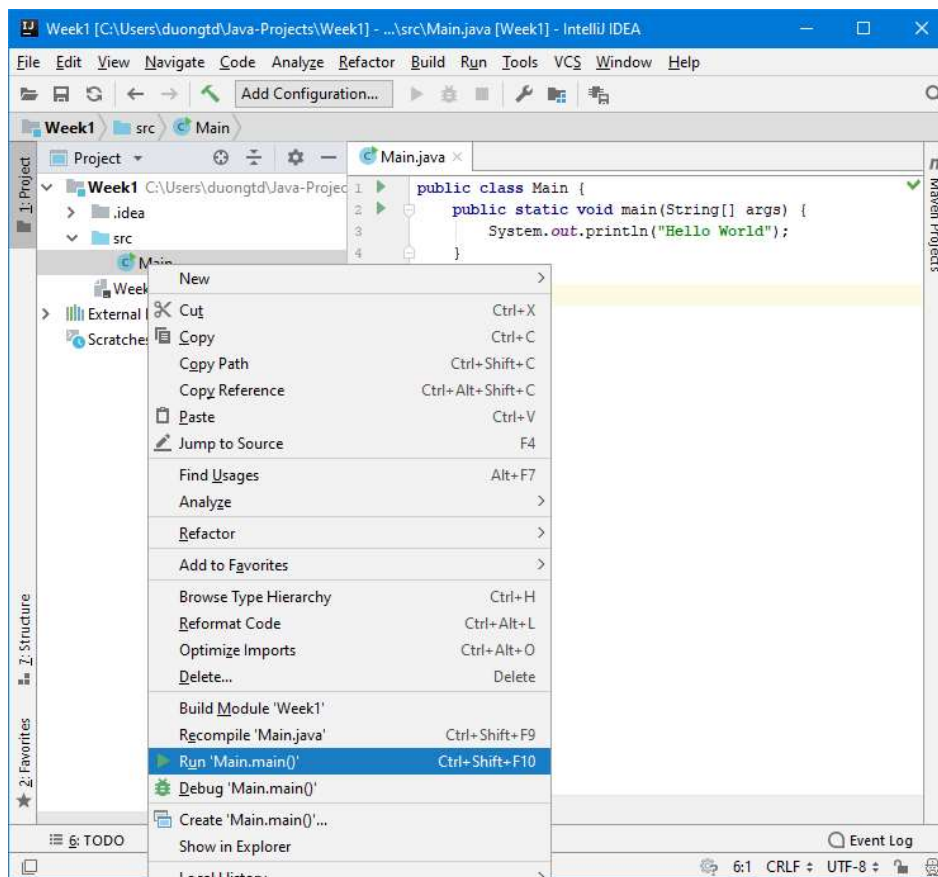 Week1 [C:\Users\duongtd\Java-Projects\Week1] - ...\src\Main.java [Week1] - IntelliJ IDEA
File Edit View Navigate Code Analyze Refactor Build Run Tools VCS Window Help
Add Configuration...
Week1 src Main
1: Project
Project
Main.java
Maven Projects
Week1 C:\Users\duongtd\Java-Projec
.idea
src
Main
Week
External
Scratche
1 public class Main {
2 public static void main(String[] args) {
3 System.out.println("Hello World");
4 }
New
Cut Ctrl+X
Copy Ctrl+C
Copy Path Ctrl+Shift+C
Copy Reference Ctrl+Alt+Shift+C
Paste Ctrl+V
Jump to Source F4
Find Usages Alt+F7
Analyze
Refactor
Add to Favorites
Browse Type Hierarchy Ctrl+H
Reformat Code Ctrl+Alt+L
Optimize Imports Ctrl+Alt+O
Delete... Delete
Build Module 'Week1'
Recompile 'Main.java' Ctrl+Shift+F9
Run 'Main.main()' Ctrl+Shift+F10
Debug 'Main.main()'
Create 'Main.main()'...
Show in Explorer
Local History
7: Structure
2: Favorites
6: TODO
Event Log
6:1 CRLF UTF-8